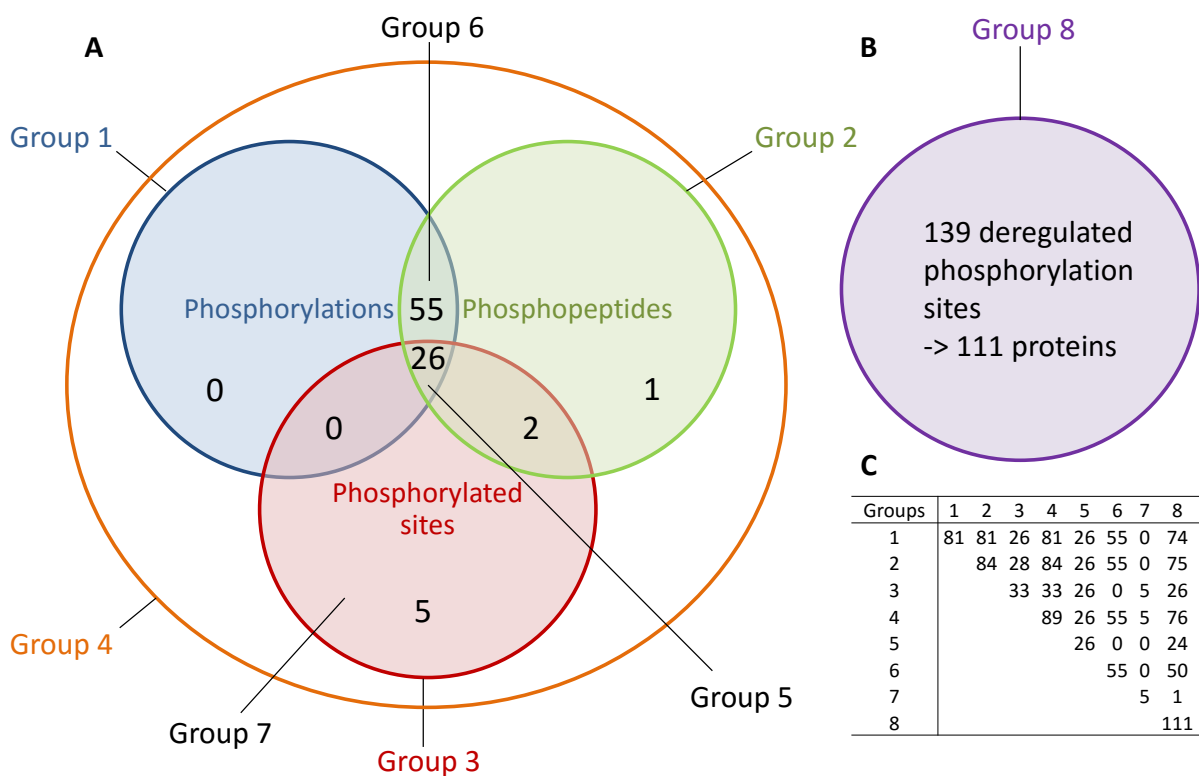 A
Group 6
B
Group 8
Group 1
Group 2
Phosphorylations
55
Phosphopeptides
26
0
0
2
1
Phosphorylated
sites
5
Group 4
Group 7
Group 3
Group 5
139 deregulated
phosphorylation
sites
-> 111 proteins
C
Groups 1 2 3 4 5 6 7 8
1 81 81 26 81 26 55 0 74
2 84 28 84 26 55 0 75
3 33 33 26 0 5 26
4 89 26 55 5 76
5 26 0 0 24
6 55 0 50
7 5 1
8 111